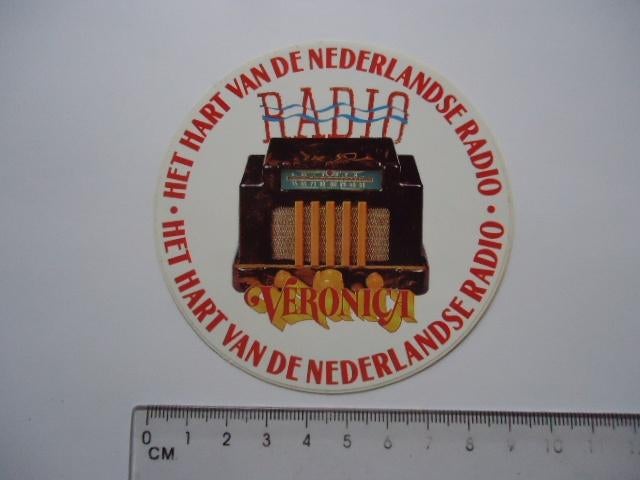 HET HART VAN DE NEDERLANDSE RADIO •
HET HART VAN DE NEDERLANDSE RADIO •
RADIO
VERONICA
0 1 2 3 4 5 6 7 8 9 10 11
CM